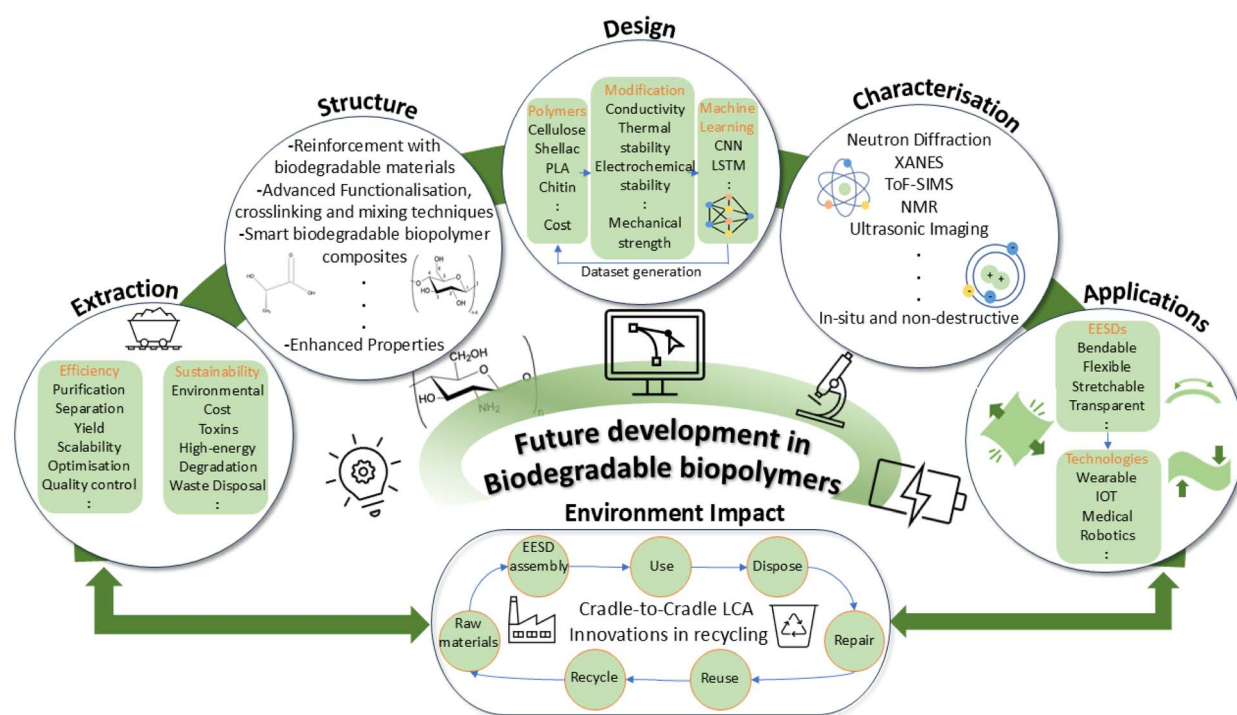 Design
Polymers
Cellulose
Shellac
PLA
Chitin
:
Cost
Modification
Conductivity
Thermal
stability
Electrochemical
stability
:
Mechanical
strength
Machine
Learning
CNN
LSTM
:
Dataset generation
Structure
-Reinforcement with
biodegradable materials
-Advanced Functionalisation,
crosslinking and mixing techniques
-Smart biodegradable biopolymer
composites
.
.
.
-Enhanced Properties
Characterisation
Neutron Diffraction
XANES
ToF-SIMS
NMR
Ultrasonic Imaging
.
.
.
In-situ and non-destructive
Extraction
Efficiency
Purification
Separation
Yield
Scalability
Optimisation
Quality control
:
Sustainability
Environmental
Cost
Toxins
High-energy
Degradation
Waste Disposal
:
Applications
EESDs
Bendable
Flexible
Stretchable
Transparent
:
Technologies
Wearable
IOT
Medical
Robotics
:
CH₂OH
O
O
HO
NH₂
n
Future development in
Biodegradable biopolymers
Environment Impact
EESD
assembly
Use
Dispose
Raw
materials
Cradle-to-Cradle LCA
Innovations in recycling
Repair
Recycle
Reuse